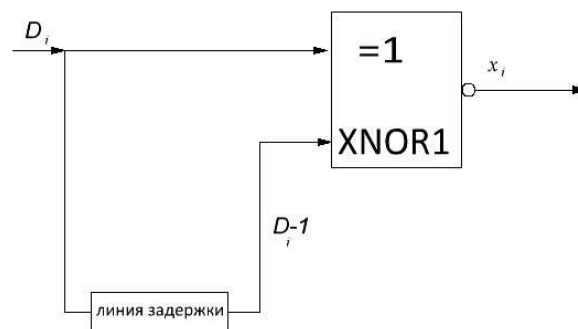 D i
=1
x i
XNOR1
D i -1
линия задержки